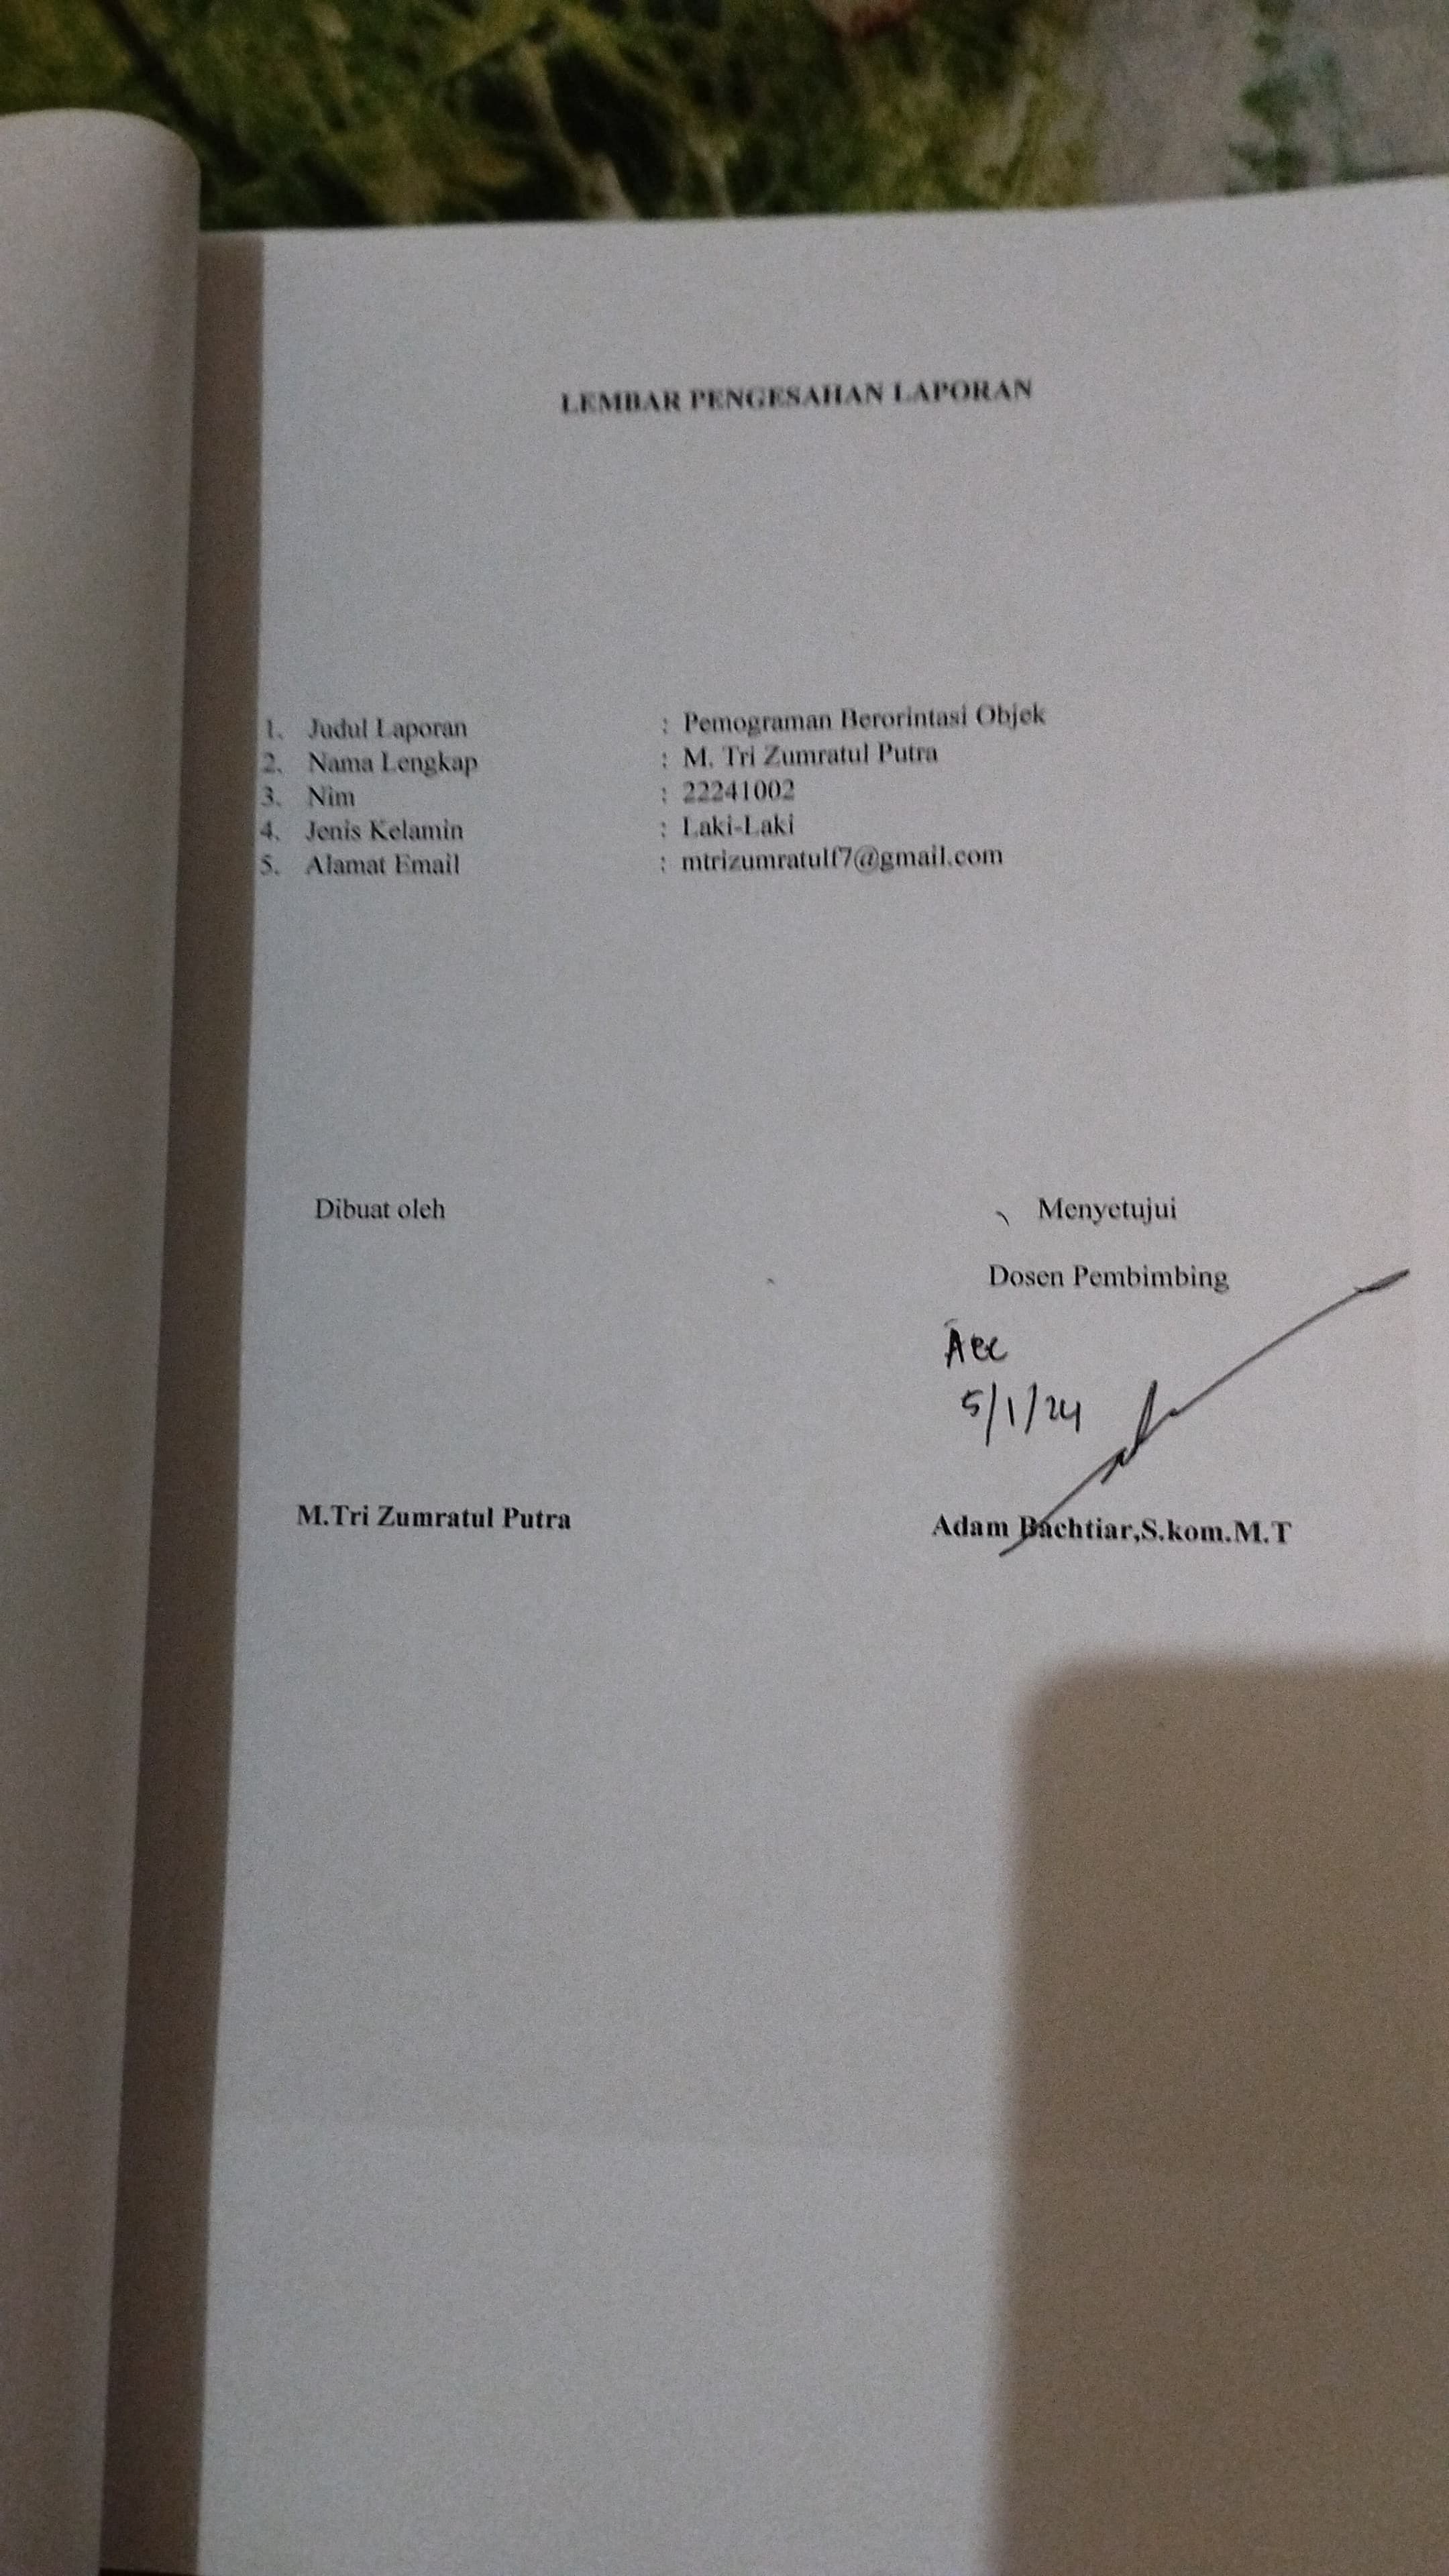 LEMBAR PENGESAHAN LAPORAN
1. Judul Laporan : Pemograman Berorintasi Objek
2. Nama Lengkap : M. Tri Zumratul Putra
3. Nim : 22241002
4. Jenis Kelamin : Laki-Laki
5. Alamat Email : mtrizumratulf7@gmail.com
Dibuat oleh Menyetujui
Dosen Pembimbing
Acc
5/1/24
M.Tri Zumratul Putra Adam Bachtiar,S.kom.M.T